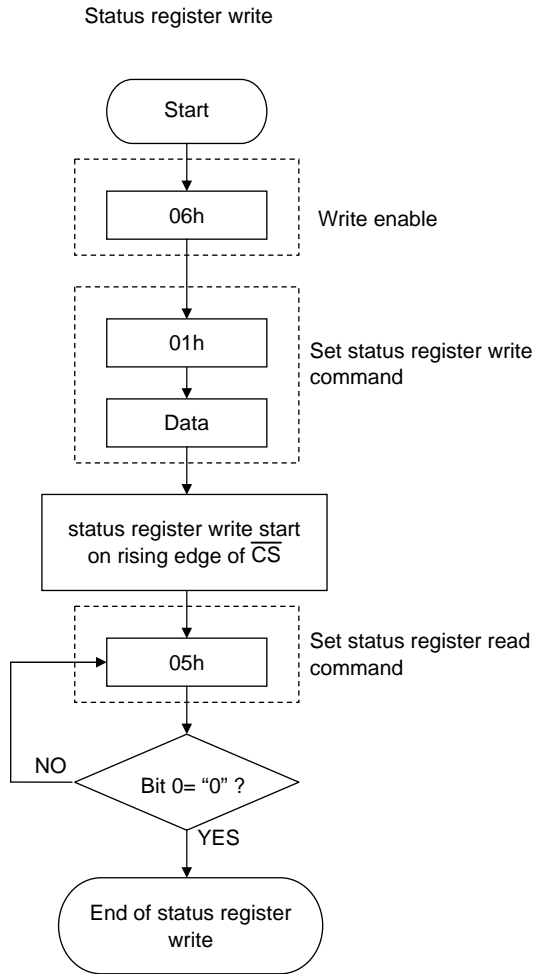 Status register write
Start
06h
Write enable
01h
Set status register write
command
Data
status register write start
on rising edge of C̅S̅
05h
Set status register read
command
NO
Bit 0= “0” ?
YES
End of status register
write